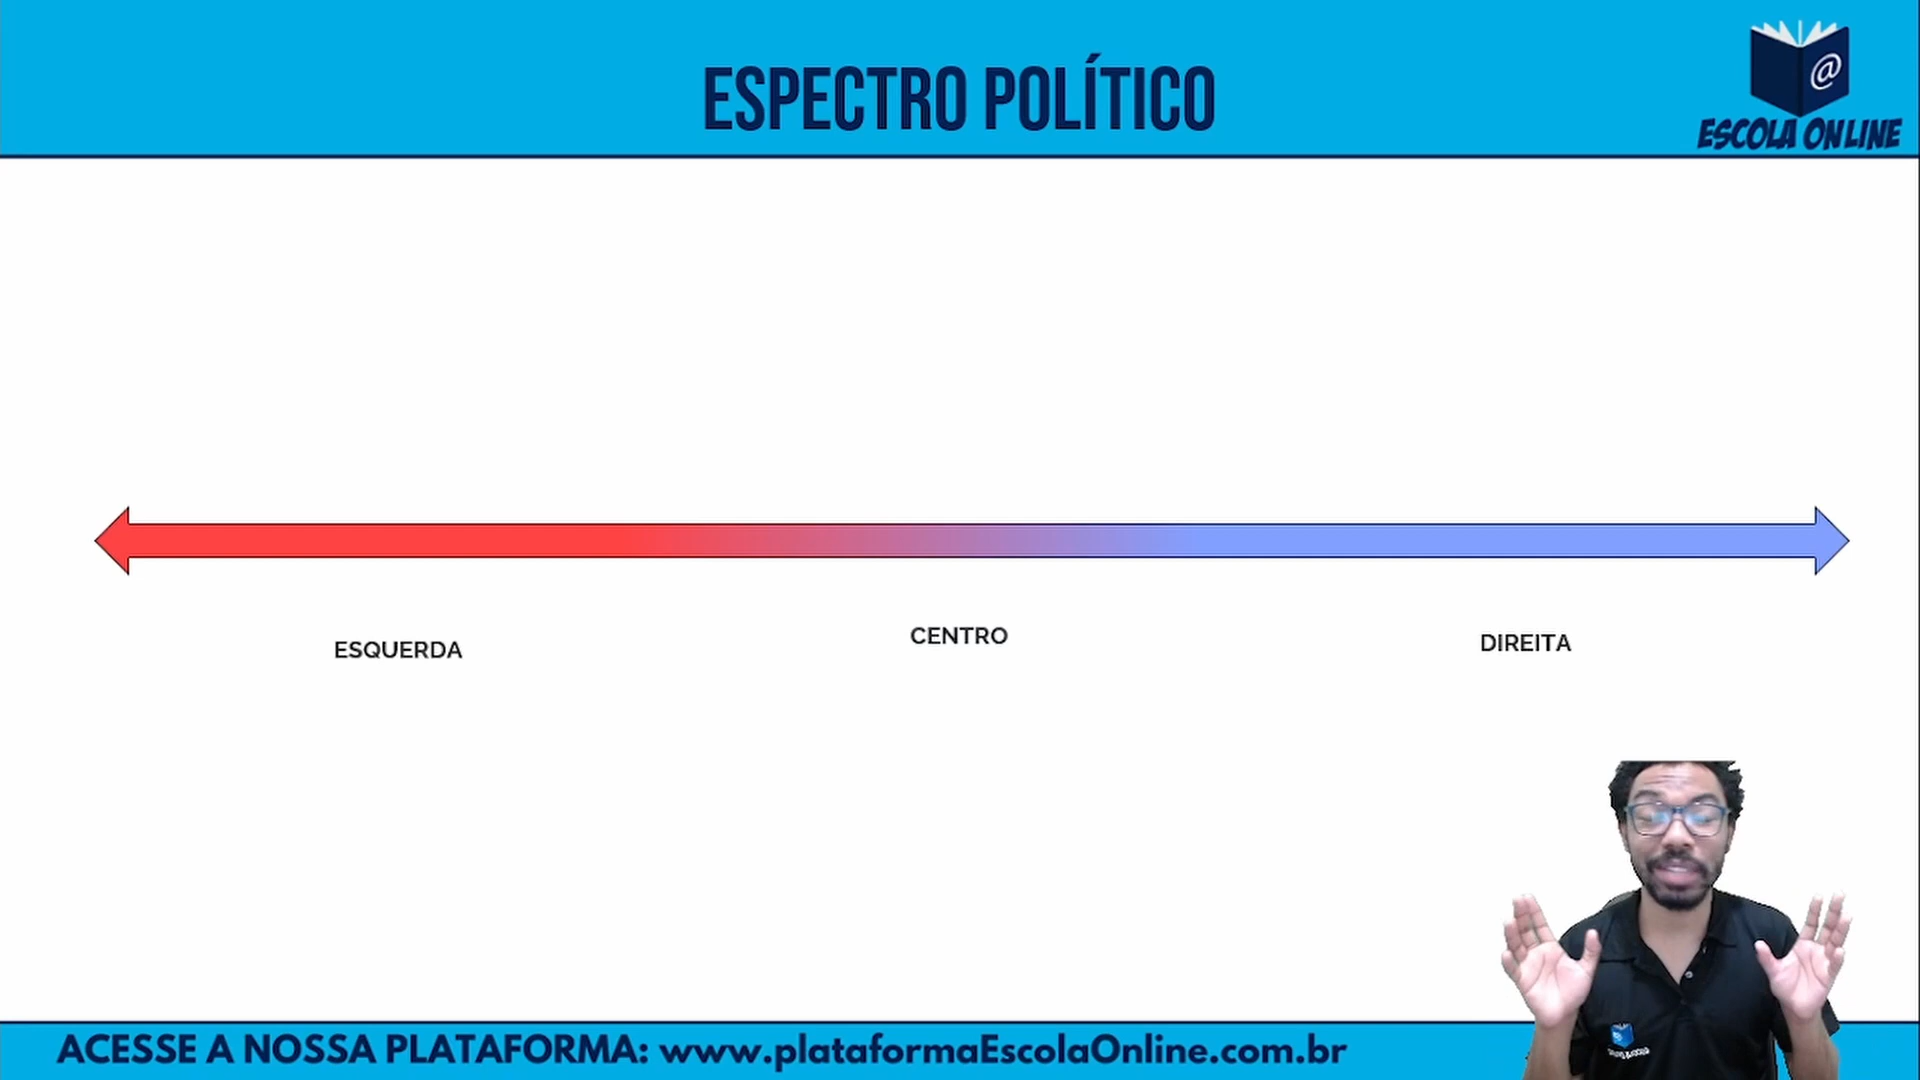 ESPECTRO POLÍTICO
@
ESCOLA ONLINE
ESQUERDA
CENTRO
DIREITA
ACESSE A NOSSA PLATAFORMA: www.plataformaEscolaOnline.com.br